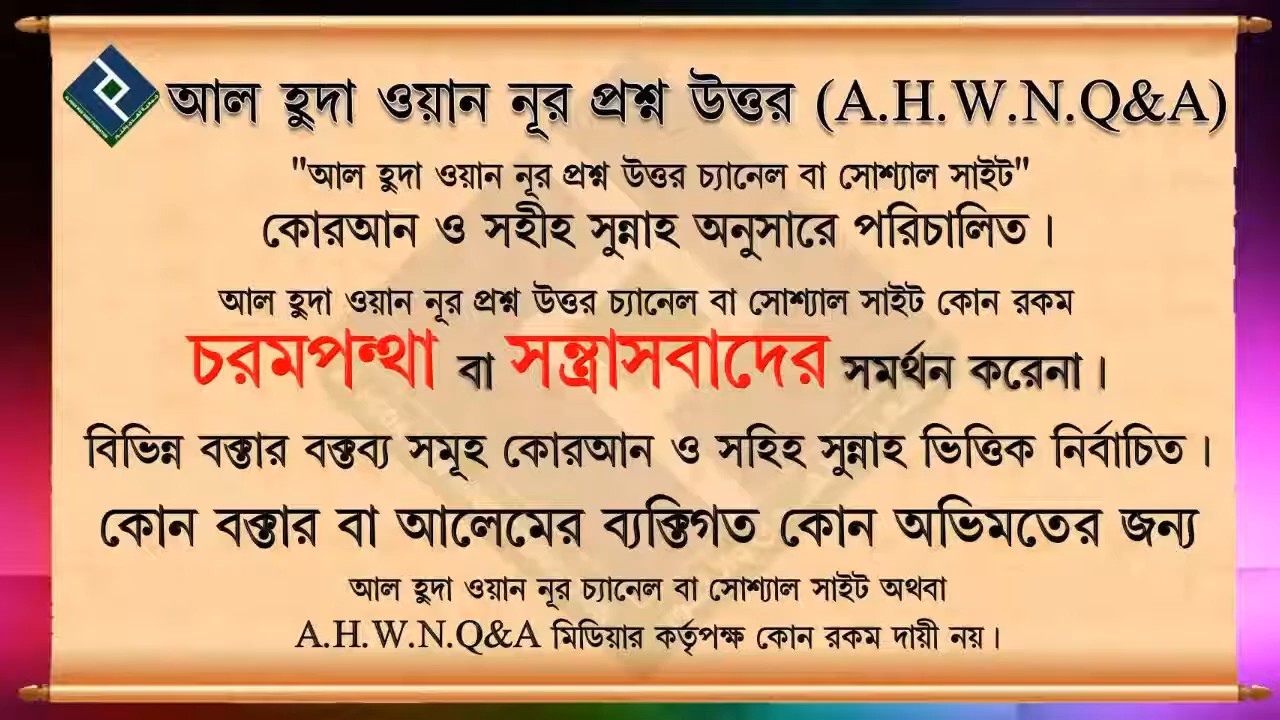 আল হুদা ওয়ান নূর প্রশ্ন উত্তর (A.H.W.N.Q&A)
"আল হুদা ওয়ান নূর প্রশ্ন উত্তর চ্যানেল বা সোশ্যাল সাইট"
কোরআন ও সহীহ সুন্নাহ অনুসারে পরিচালিত।
আল হুদা ওয়ান নূর প্রশ্ন উত্তর চ্যানেল বা সোশ্যাল সাইট কোন রকম
চরমপন্থা বা সন্ত্রাসবাদের সমর্থন করেনা।
বিভিন্ন বক্তার বক্তব্য সমূহ কোরআন ও সহিহ সুন্নাহ ভিত্তিক নির্বাচিত।
কোন বক্তার বা আলেমের ব্যক্তিগত কোন অভিমতের জন্য
আল হুদা ওয়ান নূর চ্যানেল বা সোশ্যাল সাইট অথবা
A.H.W.N.Q&A মিডিয়ার কর্তৃপক্ষ কোন রকম দায়ী নয়।